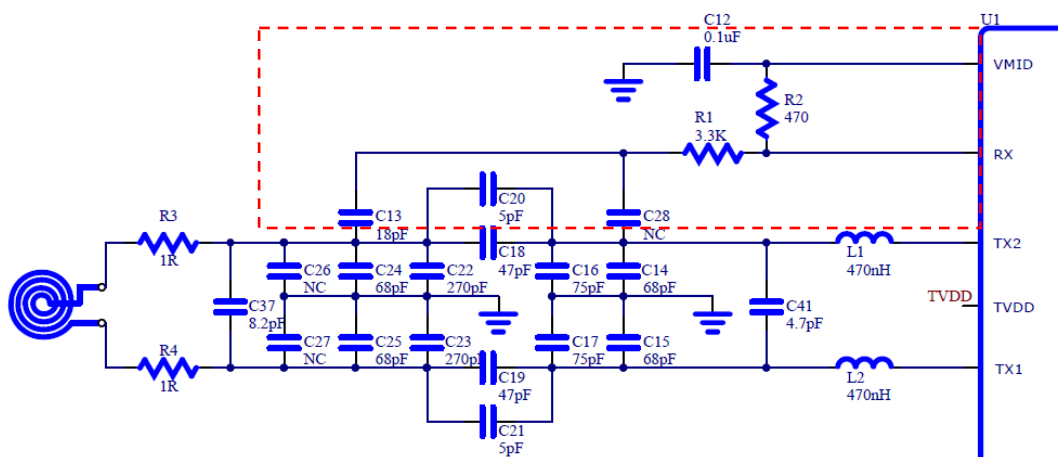 U1
C12
0.1uF
VMID
R2
470
R1
3.3K
RX
C20
5pF
C13
18pF
C28
NC
R3
1R
C18
47pF
L1
470nH
TX2
C26
NC
C24
68pF
C22
270pF
C16
75pF
C14
68pF
C37
8.2pF
C41
4.7pF
TVDD
TVDD
C27
NC
C25
68pF
C23
270pF
C17
75pF
C15
68pF
R4
1R
C19
47pF
L2
470nH
TX1
C21
5pF